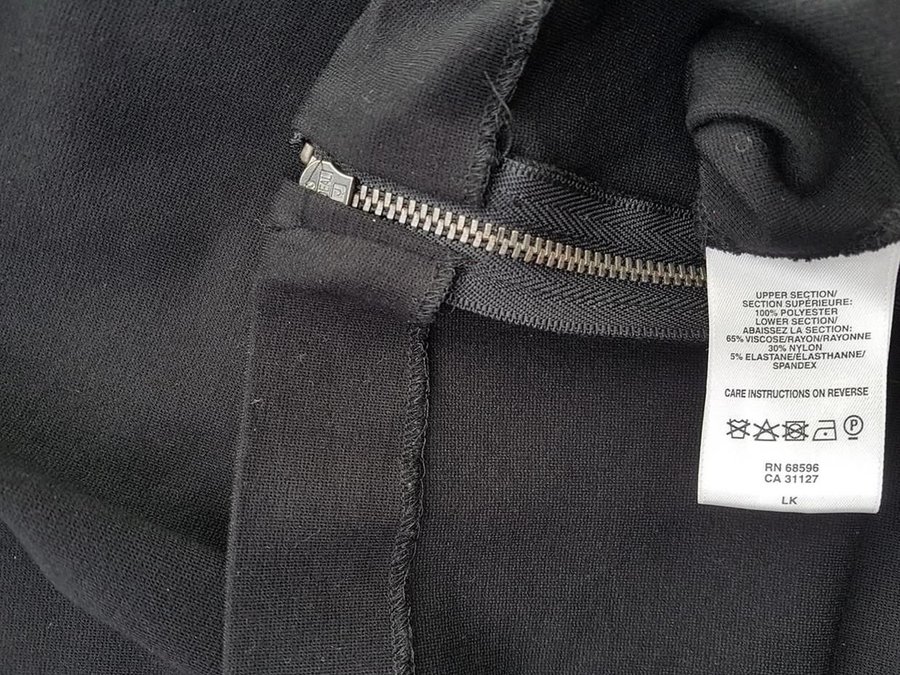 UPPER SECTION/
SECTION SUPÉRIEURE:
100% POLYESTER
LOWER SECTION/
ABAISSEZ LA SECTION:
65% VISCOSE/RAYON/RAYONNE
30% NYLON
5% ELASTANE/ÉLASTHANNE/
SPANDEX
CARE INSTRUCTIONS ON REVERSE
P
RN 68596
CA 31127
LK